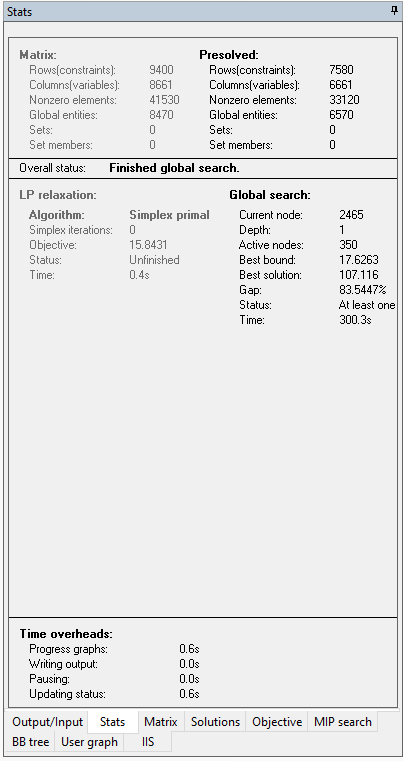 Stats
Matrix: Presolved:
Rows(constraints): 9400 Rows(constraints): 7580
Columns(variables): 8661 Columns(variables): 6661
Nonzero elements: 41530 Nonzero elements: 33120
Global entities: 8470 Global entities: 6570
Sets: 0 Sets: 0
Set members: 0 Set members: 0
Overall status: Finished global search.
LP relaxation: Global search:
Algorithm: Simplex primal Current node: 2465
Simplex iterations: 0 Depth: 1
Objective: 15.8431 Active nodes: 350
Status: Unfinished Best bound: 17.6263
Time: 0.4s Best solution: 107.116
Gap: 83.5447%
Status: At least one
Time: 300.3s
Time overheads:
Progress graphs: 0.6s
Writing output: 0.0s
Pausing: 0.0s
Updating status: 0.6s
Output/Input Stats Matrix Solutions Objective MIP search
BB tree User graph IIS